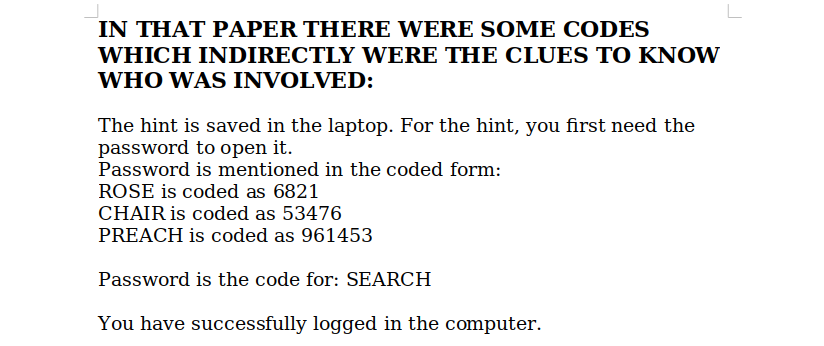 IN THAT PAPER THERE WERE SOME CODES
WHICH INDIRECTLY WERE THE CLUES TO KNOW
WHO WAS INVOLVED:
The hint is saved in the laptop. For the hint, you first need the
password to open it.
Password is mentioned in the coded form:
ROSE is coded as 6821
CHAIR is coded as 53476
PREACH is coded as 961453
Password is the code for: SEARCH
You have successfully logged in the computer.